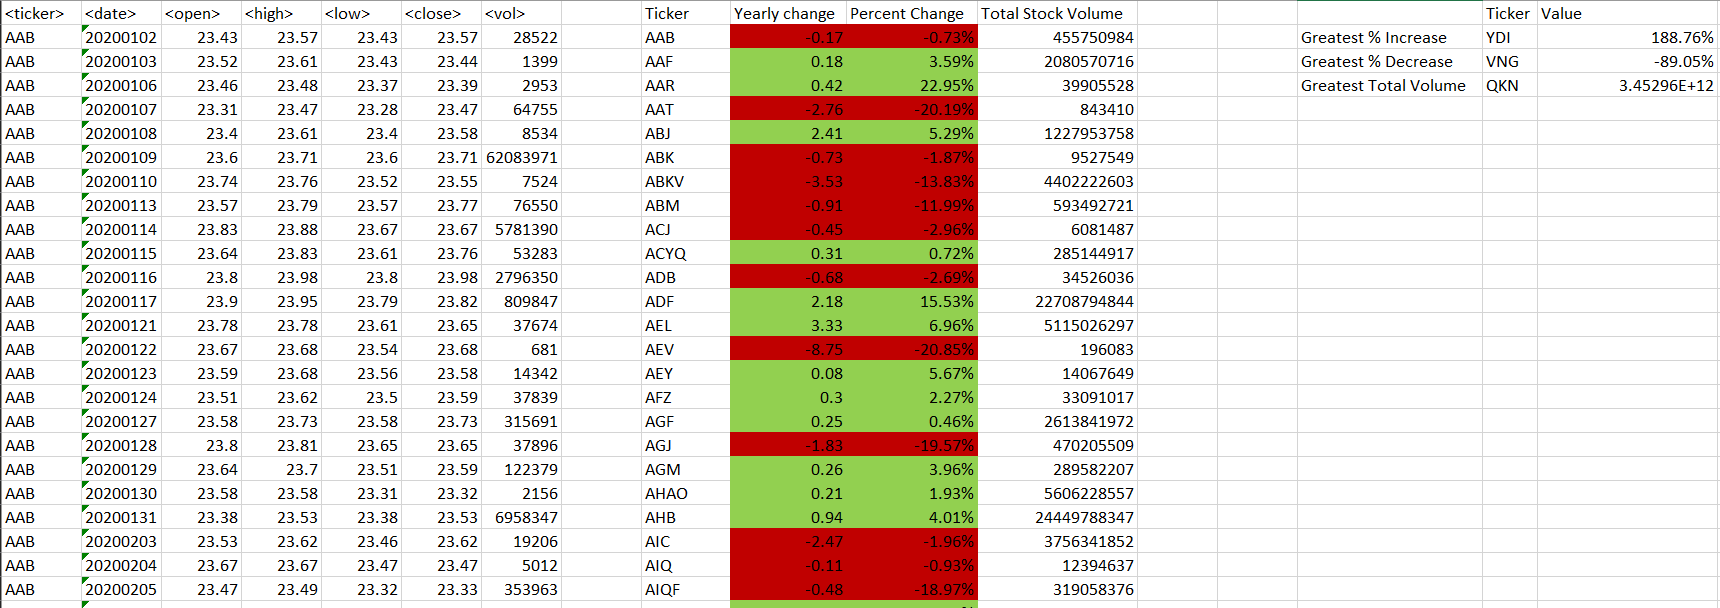 <ticker> <date> <open> <high> <low> <close> <vol> Ticker Yearly change Percent Change Total Stock Volume Ticker Value
AAB 20200102 23.43 23.57 23.43 23.57 28522 AAB -0.17 -0.73% 455750984 Greatest % Increase YDI 188.76%
AAB 20200103 23.52 23.61 23.43 23.44 1399 AAF 0.18 3.59% 2080570716 Greatest % Decrease VNG -89.05%
AAB 20200106 23.46 23.48 23.37 23.39 2953 AAR 0.42 22.95% 39905528 Greatest Total Volume QKN 3.45296E+12
AAB 20200107 23.31 23.47 23.28 23.47 64755 AAT -2.76 -20.19% 843410
AAB 20200108 23.4 23.61 23.4 23.58 8534 ABJ 2.41 5.29% 1227953758
AAB 20200109 23.6 23.71 23.6 23.71 62083971 ABK -0.73 -1.87% 9527549
AAB 20200110 23.74 23.76 23.52 23.55 7524 ABKV -3.53 -13.83% 4402222603
AAB 20200113 23.57 23.79 23.57 23.77 76550 ABM -0.91 -11.99% 593492721
AAB 20200114 23.83 23.88 23.67 23.67 5781390 ACJ -0.45 -2.96% 6081487
AAB 20200115 23.64 23.83 23.61 23.76 53283 ACYQ 0.31 0.72% 285144917
AAB 20200116 23.8 23.98 23.8 23.98 2796350 ADB -0.68 -2.69% 34526036
AAB 20200117 23.9 23.95 23.79 23.82 809847 ADF 2.18 15.53% 22708794844
AAB 20200121 23.78 23.78 23.61 23.65 37674 AEL 3.33 6.96% 5115026297
AAB 20200122 23.67 23.68 23.54 23.68 681 AEV -8.75 -20.85% 196083
AAB 20200123 23.59 23.68 23.56 23.58 14342 AEY 0.08 5.67% 14067649
AAB 20200124 23.51 23.62 23.5 23.59 37839 AFZ 0.3 2.27% 33091017
AAB 20200127 23.58 23.73 23.58 23.73 315691 AGF 0.25 0.46% 2613841972
AAB 20200128 23.8 23.81 23.65 23.65 37896 AGJ -1.83 -19.57% 470205509
AAB 20200129 23.64 23.7 23.51 23.59 122379 AGM 0.26 3.96% 289582207
AAB 20200130 23.58 23.58 23.31 23.32 2156 AHAO 0.21 1.93% 5606228557
AAB 20200131 23.38 23.53 23.38 23.53 6958347 AHB 0.94 4.01% 24449788347
AAB 20200203 23.53 23.62 23.46 23.62 19206 AIC -2.47 -1.96% 3756341852
AAB 20200204 23.67 23.67 23.47 23.47 5012 AIQ -0.11 -0.93% 12394637
AAB 20200205 23.47 23.49 23.32 23.33 353963 AIQF -0.48 -18.97% 319058376